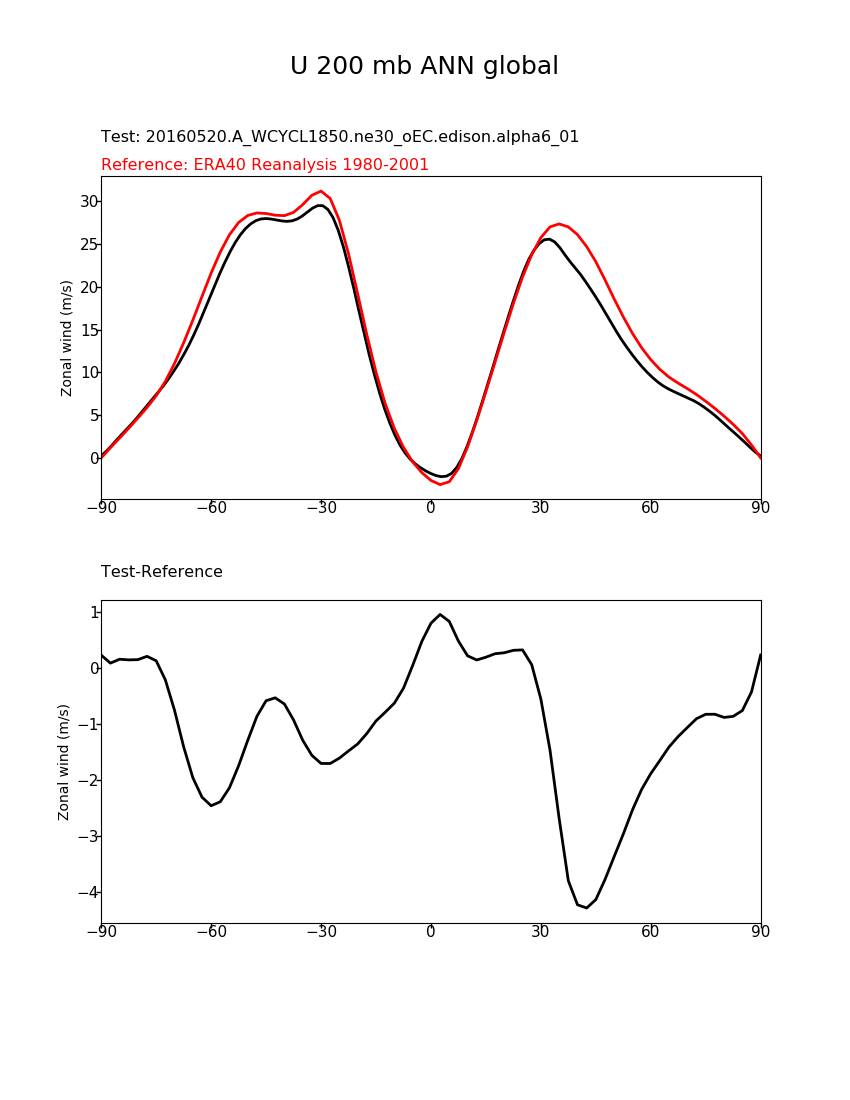 U 200 mb ANN global
Test: 20160520.A_WCYCL1850.ne30_oEC.edison.alpha6_01
Reference: ERA40 Reanalysis 1980-2001
30
25
20
15
10
5
0
Zonal wind (m/s)
−90 −60 −30 0 30 60 90
Test-Reference
1
0
−1
−2
−3
−4
Zonal wind (m/s)
−90 −60 −30 0 30 60 90